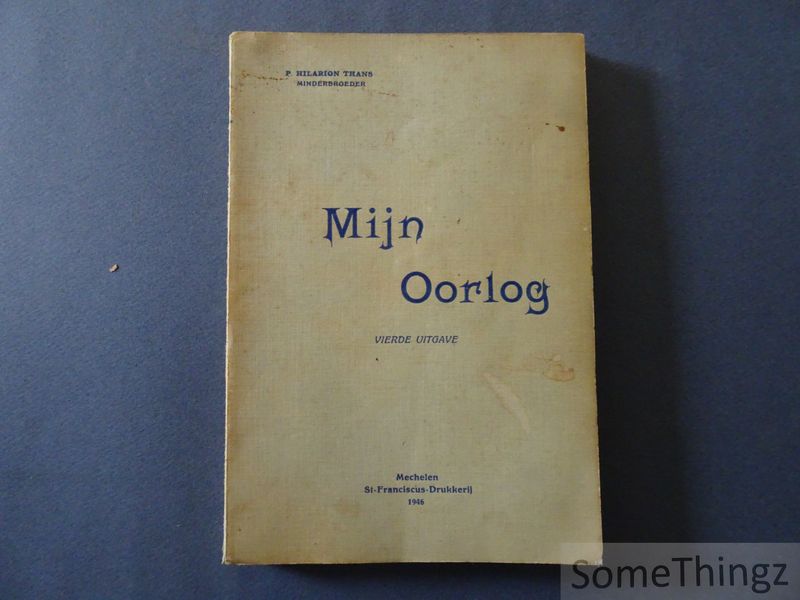 P. HILARION THANS
MINDERBROEDER
Mijn
Oorlog
VIERDE UITGAVE
Mechelen
St-Franciscus-Drukkerij
1946
SomeThingz